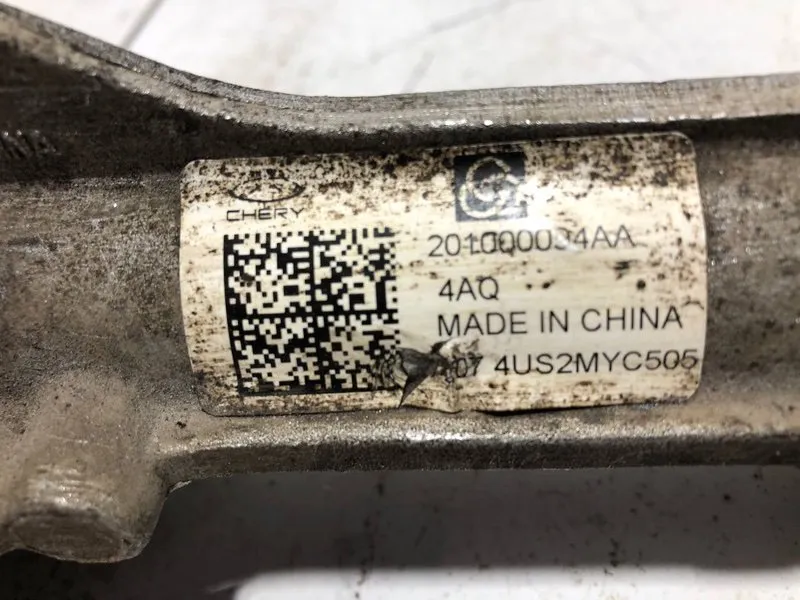 CHERY
201000034AA
4AQ
MADE IN CHINA
07 4US2MYC505